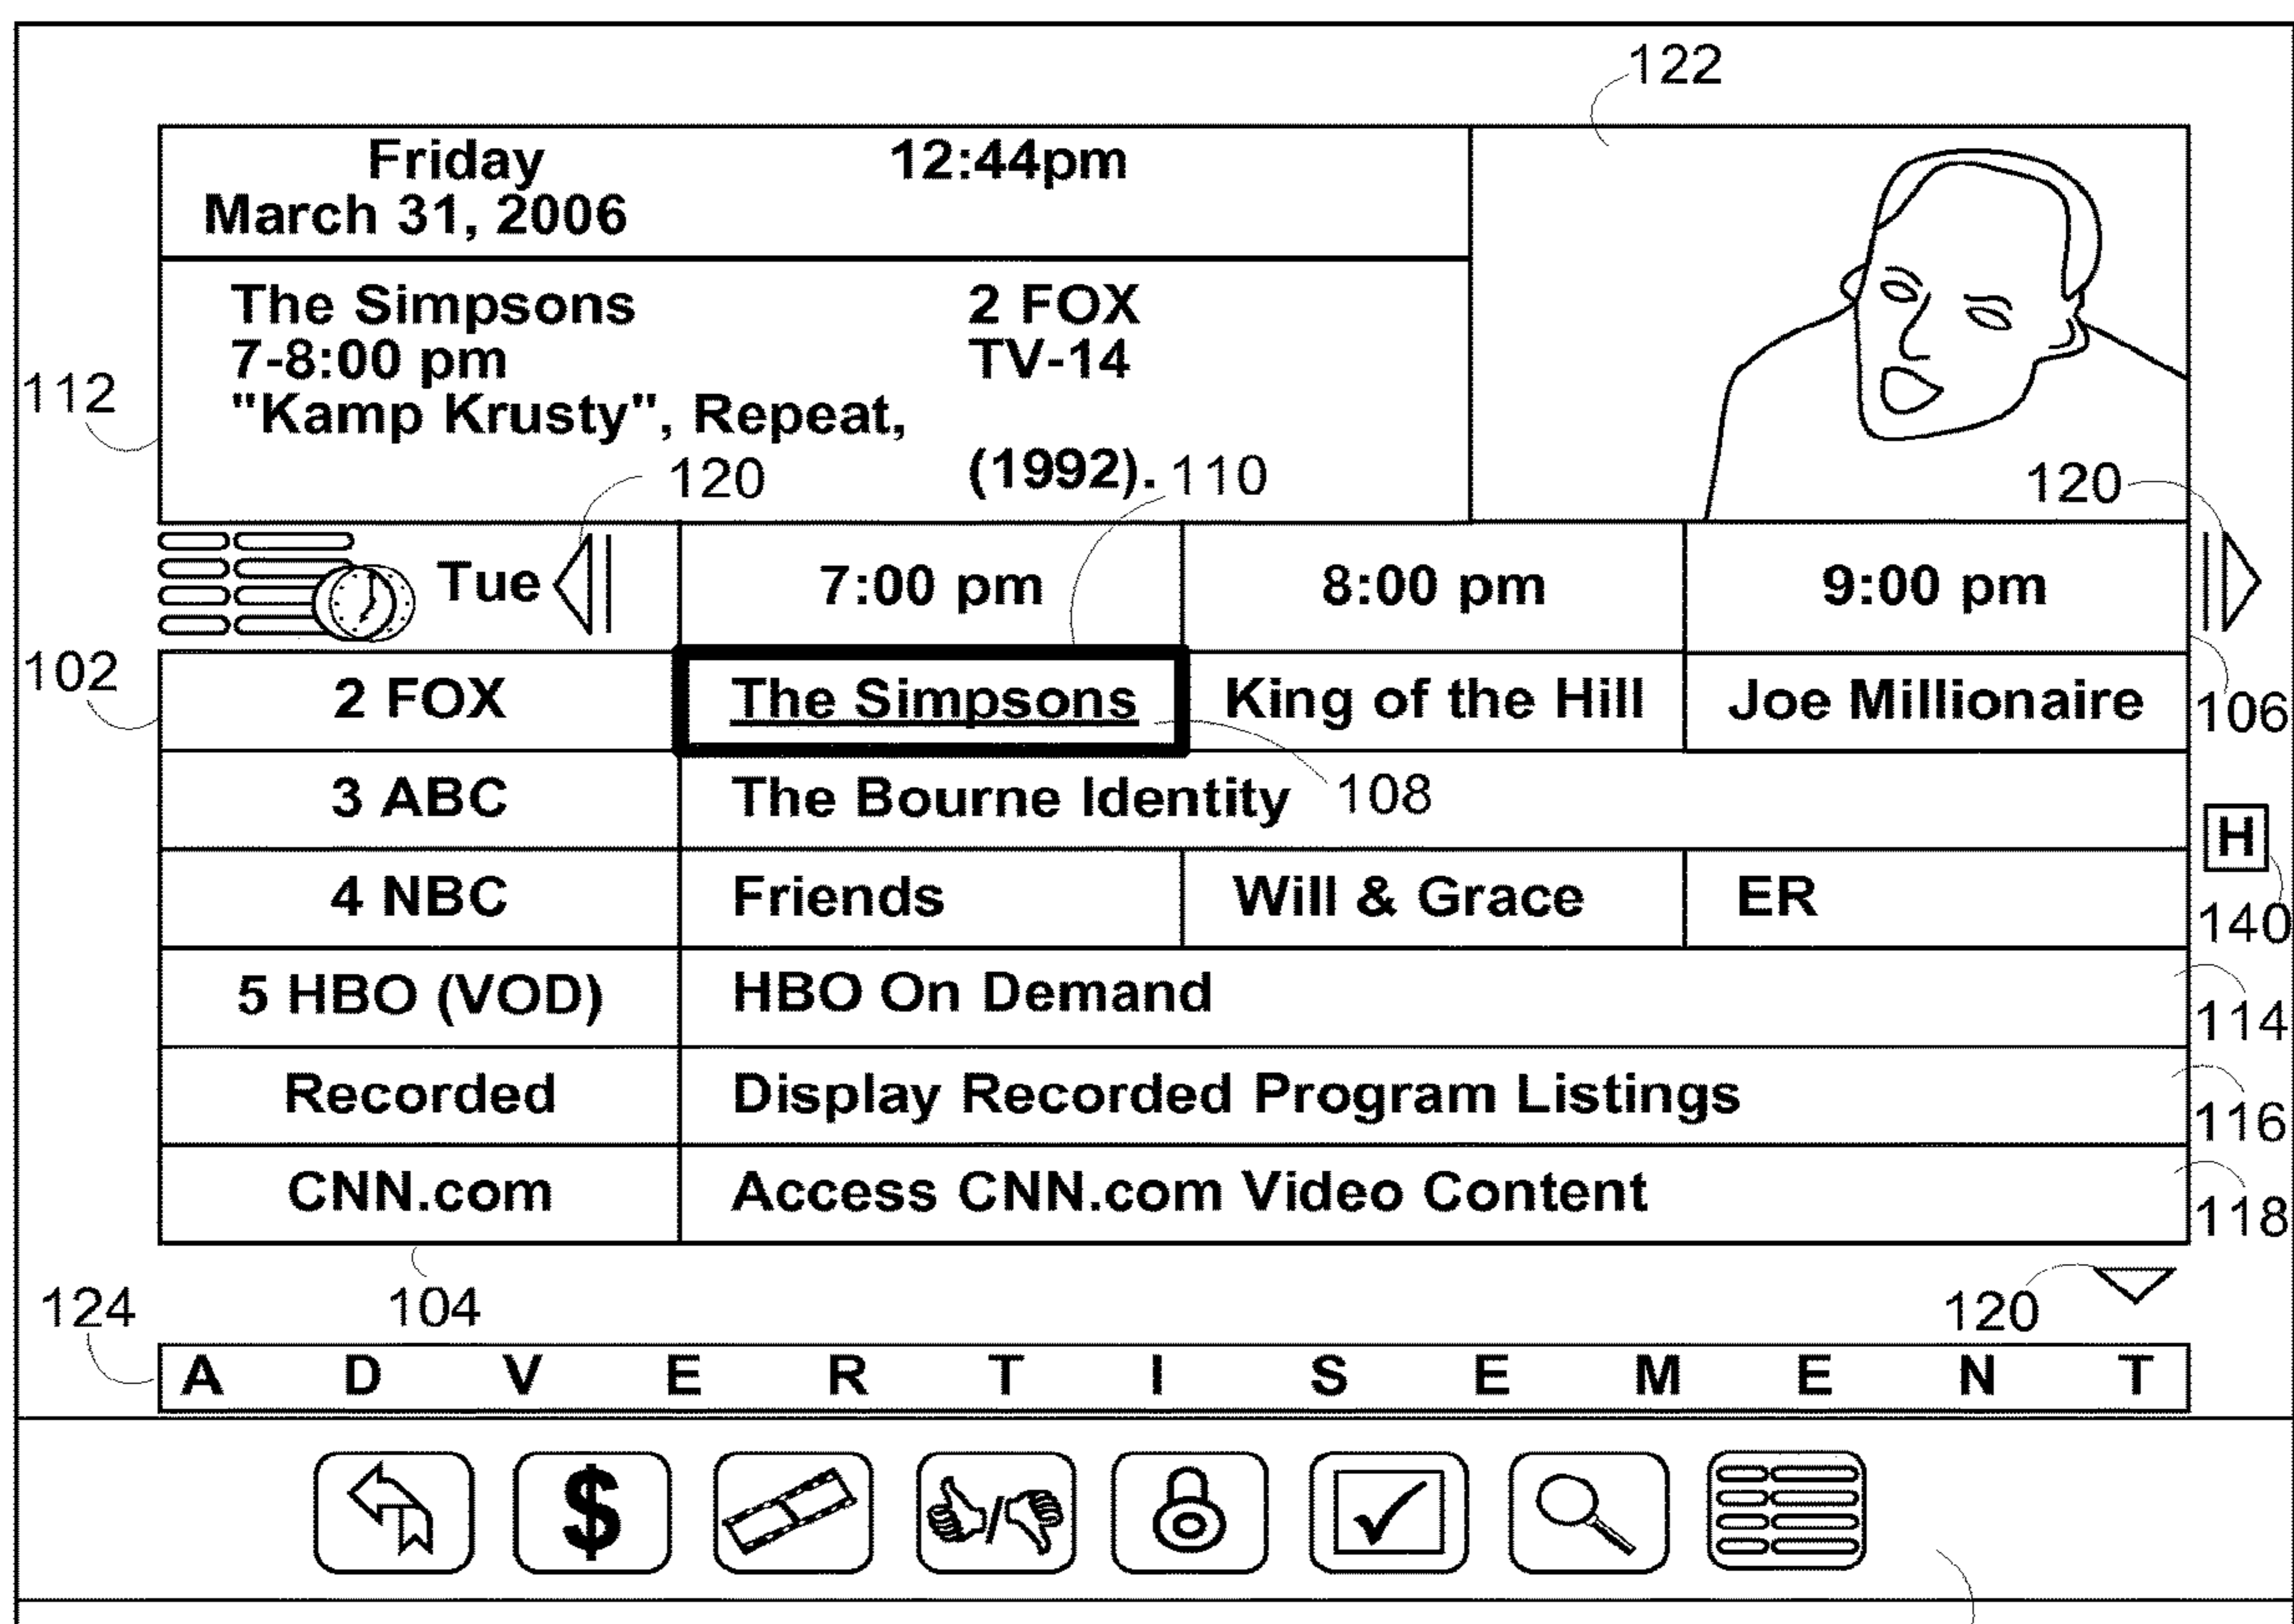 122
Friday 12:44pm
March 31, 2006
The Simpsons 2 FOX
7-8:00 pm TV-14
112
"Kamp Krusty", Repeat,
120 (1992). 110 120
Tue 7:00 pm 8:00 pm 9:00 pm
102 2 FOX The Simpsons King of the Hill Joe Millionaire 106
3 ABC The Bourne Identity 108
H
4 NBC Friends Will & Grace ER 140
5 HBO (VOD) HBO On Demand 114
Recorded Display Recorded Program Listings 116
CNN.com Access CNN.com Video Content 118
124 104 120
A D V E R T I S E M E N T
$ /